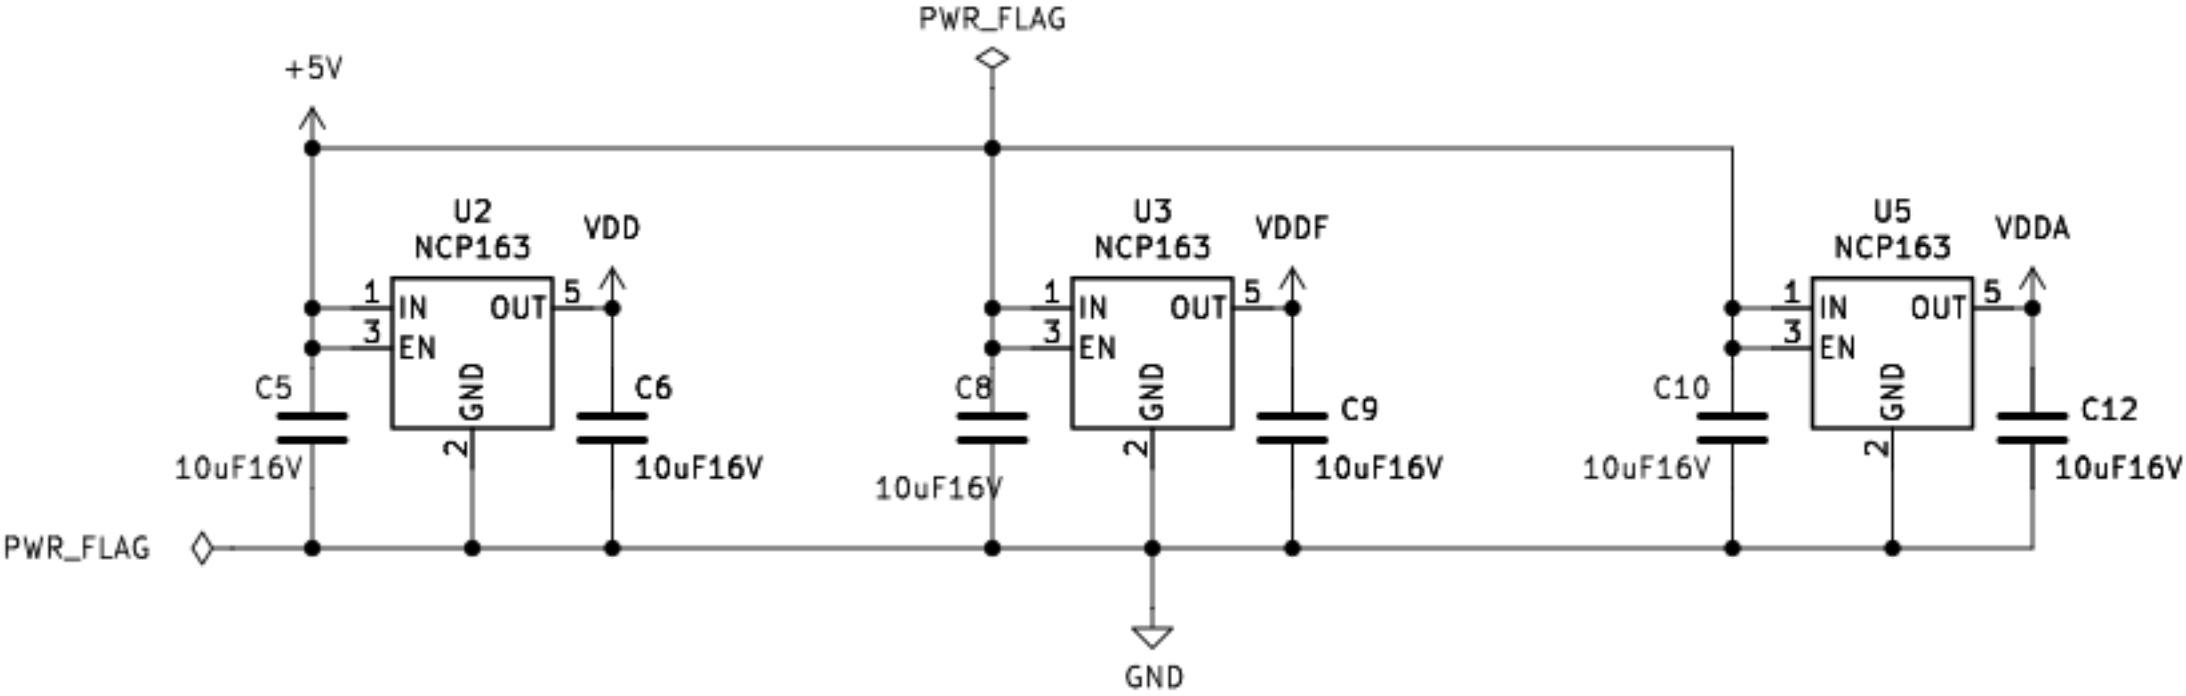 PWR_FLAG
+5V
U2
NCP163
VDD
1
IN
OUT
5
3
EN
GND
2
C5
10uF16V
C6
10uF16V
U3
NCP163
VDDF
1
IN
OUT
5
3
EN
GND
2
C8
10uF16V
C9
10uF16V
U5
NCP163
VDDA
1
IN
OUT
5
3
EN
GND
2
C10
10uF16V
C12
10uF16V
PWR_FLAG
GND